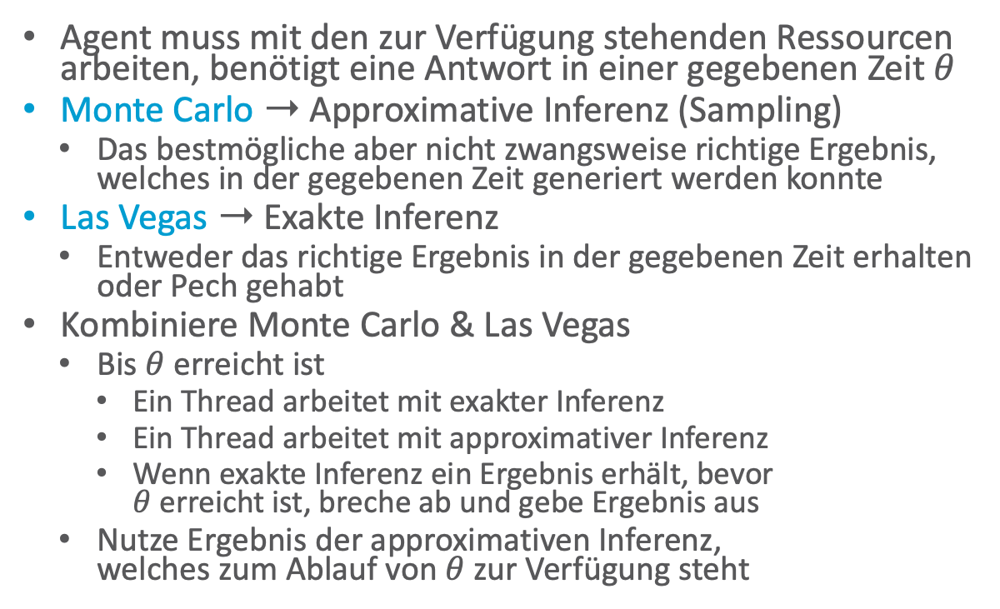 • Agent muss mit den zur Verfügung stehenden Ressourcen
arbeiten, benötigt eine Antwort in einer gegebenen Zeit θ
• Monte Carlo → Approximative Inferenz (Sampling)
• Das bestmögliche aber nicht zwangsweise richtige Ergebnis,
welches in der gegebenen Zeit generiert werden konnte
• Las Vegas → Exakte Inferenz
• Entweder das richtige Ergebnis in der gegebenen Zeit erhalten
oder Pech gehabt
• Kombiniere Monte Carlo & Las Vegas
• Bis θ erreicht ist
• Ein Thread arbeitet mit exakter Inferenz
• Ein Thread arbeitet mit approximativer Inferenz
• Wenn exakte Inferenz ein Ergebnis erhält, bevor
θ erreicht ist, breche ab und gebe Ergebnis aus
• Nutze Ergebnis der approximativen Inferenz,
welches zum Ablauf von θ zur Verfügung steht